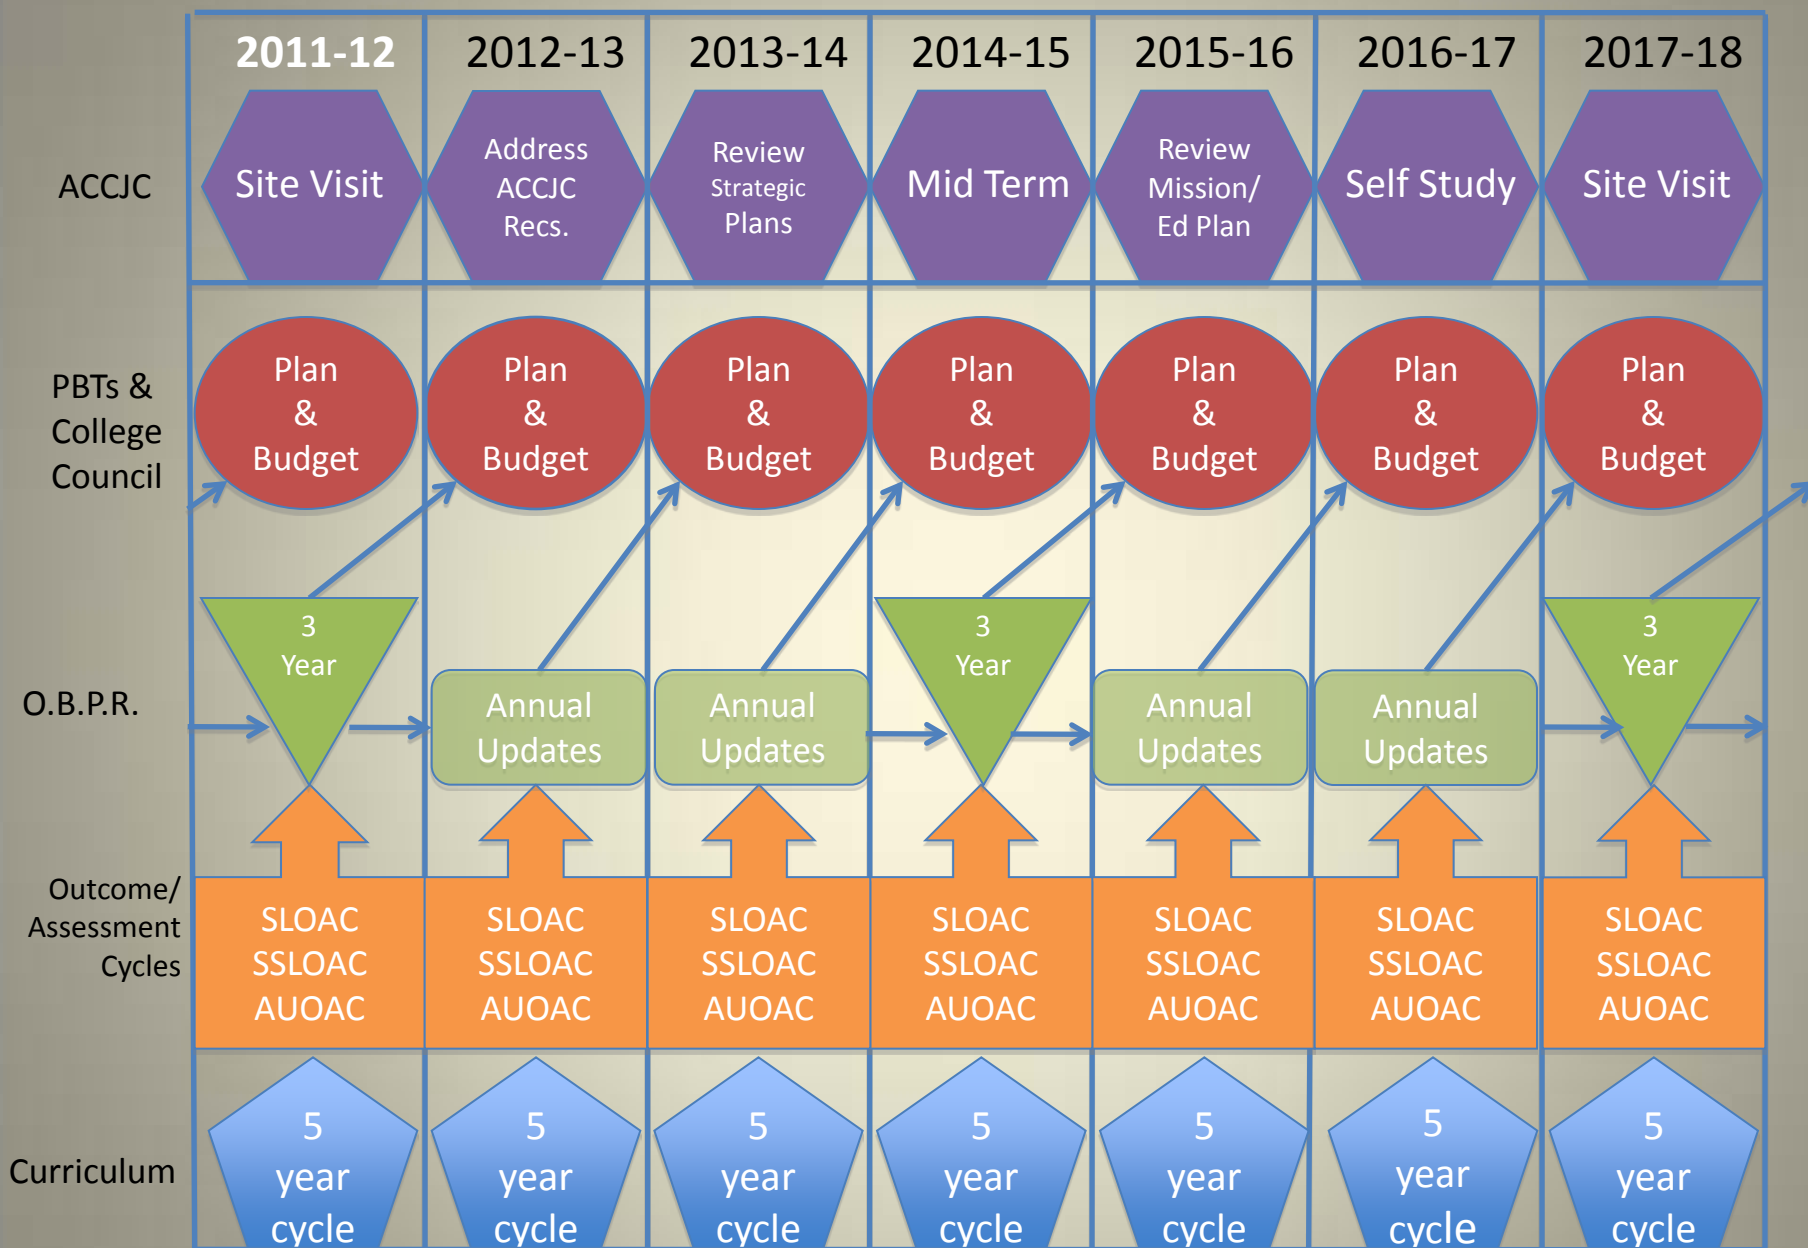 2011-12 2012-13 2013-14 2014-15 2015-16 2016-17 2017-18
ACCJC
Site Visit
Address
ACCJC
Recs.
Review
Strategic
Plans
Mid Term
Review
Mission/
Ed Plan
Self Study
Site Visit
PBTs &
College
Council
Plan
&
Budget
Plan
&
Budget
Plan
&
Budget
Plan
&
Budget
Plan
&
Budget
Plan
&
Budget
Plan
&
Budget
O.B.P.R.
3
Year
Annual
Updates
Annual
Updates
3
Year
Annual
Updates
Annual
Updates
3
Year
Outcome/
Assessment
Cycles
SLOAC
SSLOAC
AUOAC
SLOAC
SSLOAC
AUOAC
SLOAC
SSLOAC
AUOAC
SLOAC
SSLOAC
AUOAC
SLOAC
SSLOAC
AUOAC
SLOAC
SSLOAC
AUOAC
SLOAC
SSLOAC
AUOAC
Curriculum
5
year
cycle
5
year
cycle
5
year
cycle
5
year
cycle
5
year
cycle
5
year
cycle
5
year
cycle